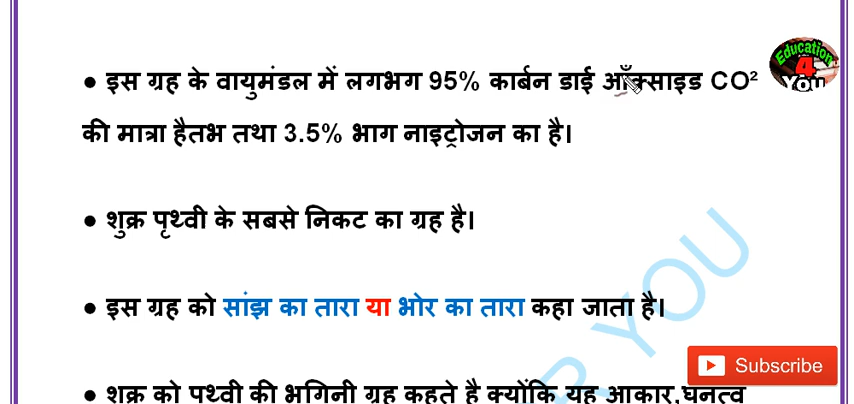 ● इस ग्रह के वायुमंडल में लगभग 95% कार्बन डाई ऑक्साइड CO²
की मात्रा हैतभ तथा 3.5% भाग नाइट्रोजन का है।
● शुक्र पृथ्वी के सबसे निकट का ग्रह है।
● इस ग्रह को सांझ का तारा या भोर का तारा कहा जाता है।
● शुक्र को पृथ्वी की भगिनी ग्रह कहते है क्योंकि यह आकार,घनत्व
Education
4
You
R YOU
Subscribe